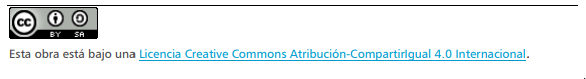 cc BY SA
Esta obra está bajo una Licencia Creative Commons Atribución-CompartirIgual 4.0 Internacional.